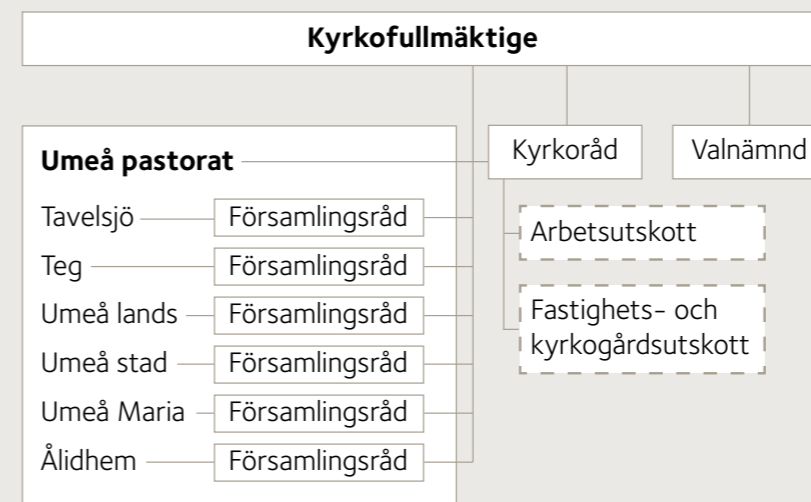 Kyrkofullmäktige
Umeå pastorat
Kyrkoråd
Valnämnd
Tavelsjö Församlingsråd
Teg Församlingsråd
Umeå lands Församlingsråd
Umeå stad Församlingsråd
Umeå Maria Församlingsråd
Ålidhem Församlingsråd
Arbetsutskott
Fastighets- och
kyrkogårdsutskott